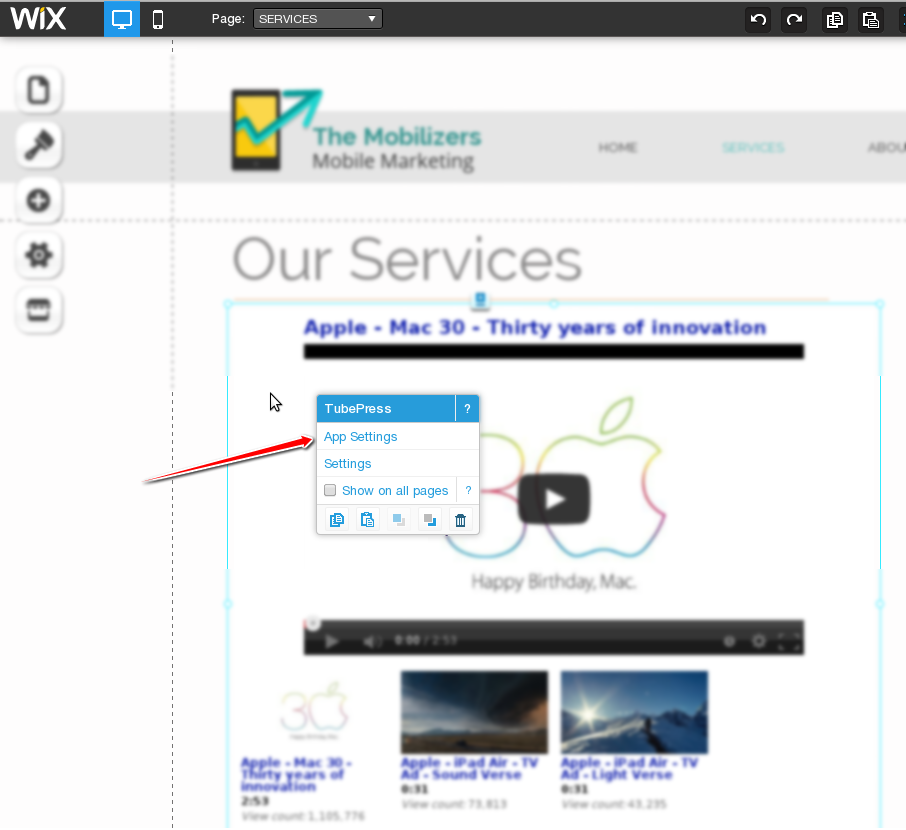 WiX
Page: SERVICES
The Mobilizers
Mobile Marketing
HOME SERVICES ABOU
Our Services
Apple - Mac 30 - Thirty years of innovation
TubePress ?
App Settings
Settings
Show on all pages ?
Happy Birthday, Mac.
0:00 / 2:53
Apple - Mac 30 -
Thirty years of
innovation
2:53
View count: 1,105,776
Apple - iPad Air - TV
Ad - Sound Verse
0:31
View count: 73,813
Apple - iPad Air - TV
Ad - Light Verse
0:31
View count: 43,235